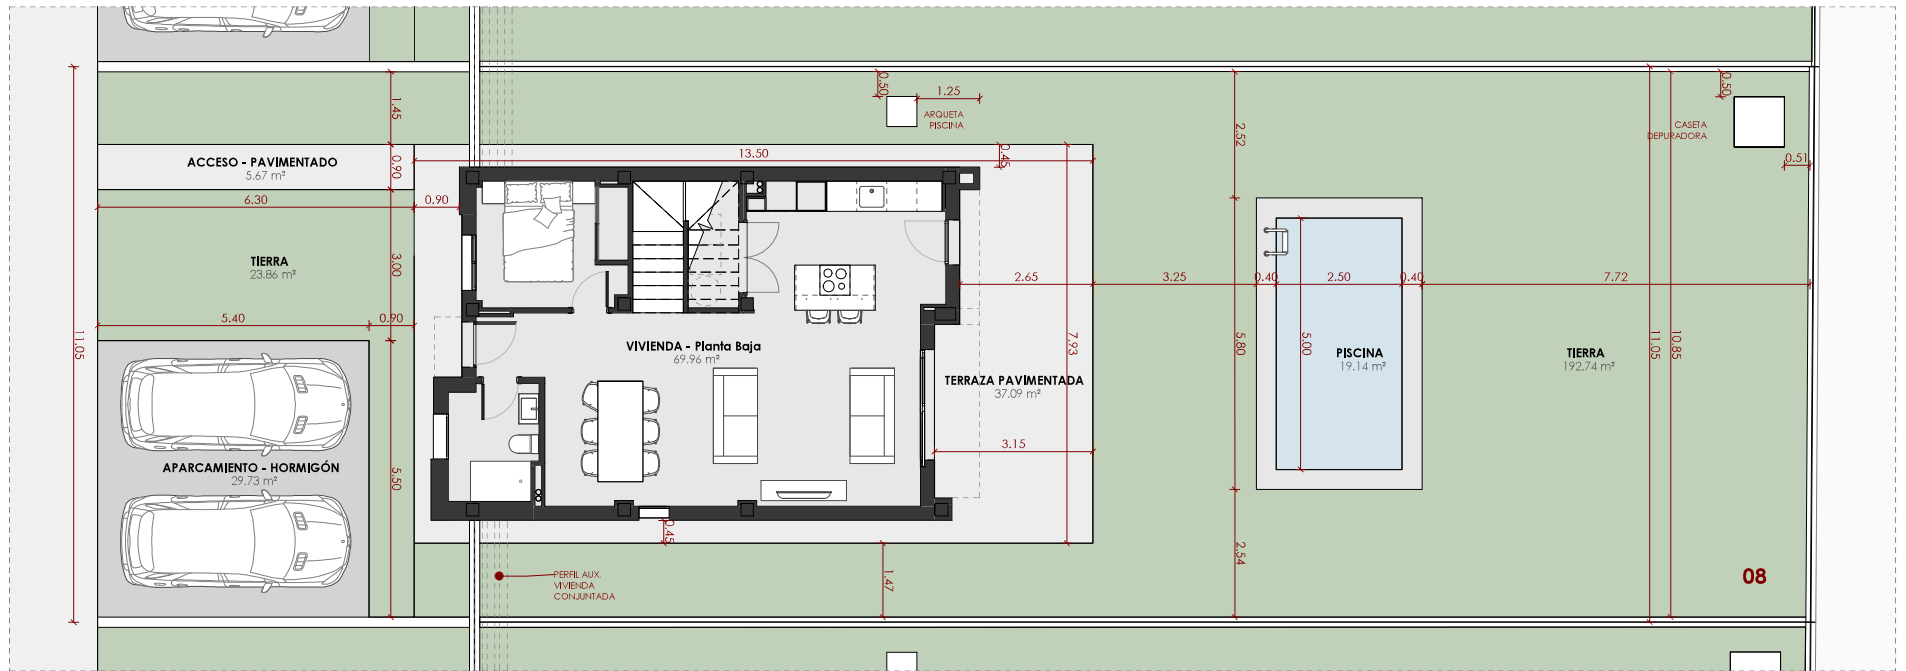 0.50
1.25
ARQUETA
PISCINA
0.50
CASETA
DEPURADORA
0.51
1.45
2.52
ACCESO - PAVIMENTADO
5.67 m²
0.90
13.50
0.45
6.30
0.90
TIERRA
23.86 m²
3.00
2.65
3.25
0.40
2.50
0.40
7.72
5.40
0.90
11.05
VIVIENDA - Planta Baja
69.96 m²
7.93
5.80
5.00
PISCINA
19.14 m²
TIERRA
192.74 m²
11.05
10.85
TERRAZA PAVIMENTADA
37.09 m²
3.15
APARCAMIENTO - HORMIGÓN
29.73 m²
5.50
0.45
2.54
1.47
PERFIL AUX.
VIVIENDA
CONJUNTADA
08